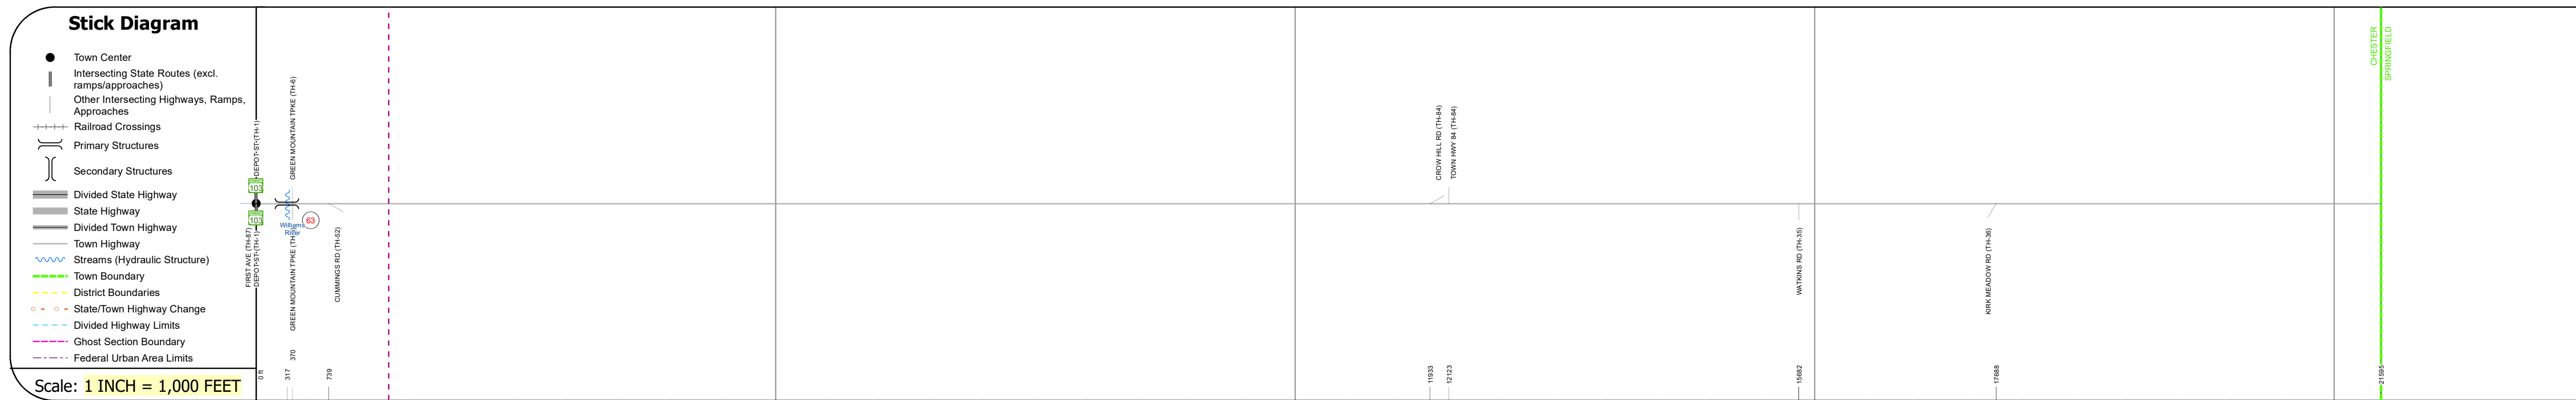 Stick Diagram
Town Center
Intersecting State Routes (excl.
ramps/approaches)
Other Intersecting Highways, Ramps,
Approaches
Railroad Crossings
Primary Structures
Secondary Structures
Divided State Highway
State Highway
Divided Town Highway
Town Highway
Streams (Hydraulic Structure)
Town Boundary
District Boundaries
State/Town Highway Change
Divided Highway Limits
Ghost Section Boundary
Federal Urban Area Limits
Scale: 1 INCH = 1,000 FEET
DEPOT-ST-(TH-1)
103
103
FIRST AVE (TH-87)
DEPOT-ST-(TH-1)
GREEN MOUNTAIN TPKE (TH-6)
Williams
River
63
GREEN MOUNTAIN TPKE
CUMMINGS RD (TH-52)
CROW HILL RD (TH-84)
TOWN HWY 84 (TH-84)
WATKINS RD (TH-35)
KIRK MEADOW RD (TH-36)
CHESTER
SPRINGFIELD
0 ft
317
370
739
11933
12123
15682
17688
21595